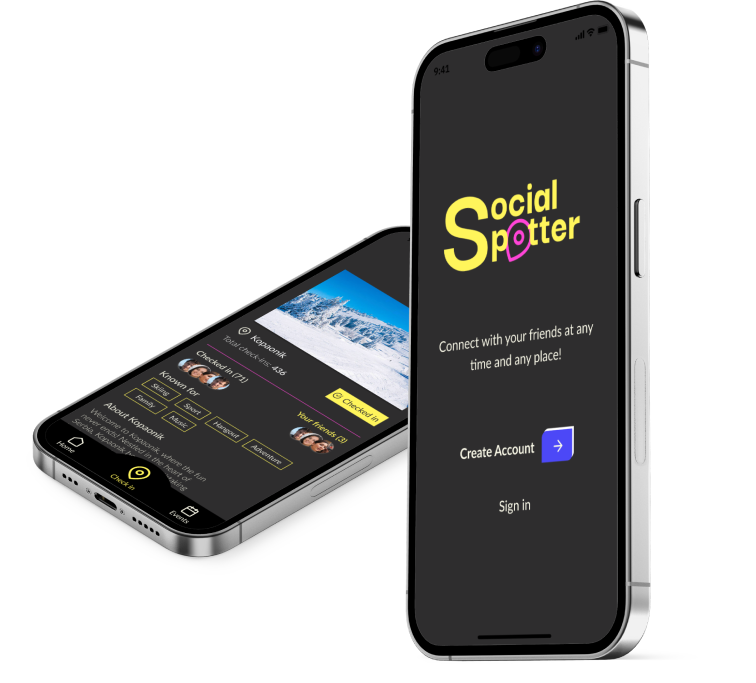 9:41
Social
Spotter
Connect with your friends at any
time and any place!
Create Account
Sign in
Kopaonik
Total check-ins: 436
Checked in
Checked in (71)
Your friends (3)
Known for
Skiing
Sport
Hangout
Adventure
Family
Music
About Kopaonik
Welcome to Kopaonik, where the fun
never ends! Nestled in the heart of
Serbia, Kopaonik
Home
Check in
Events